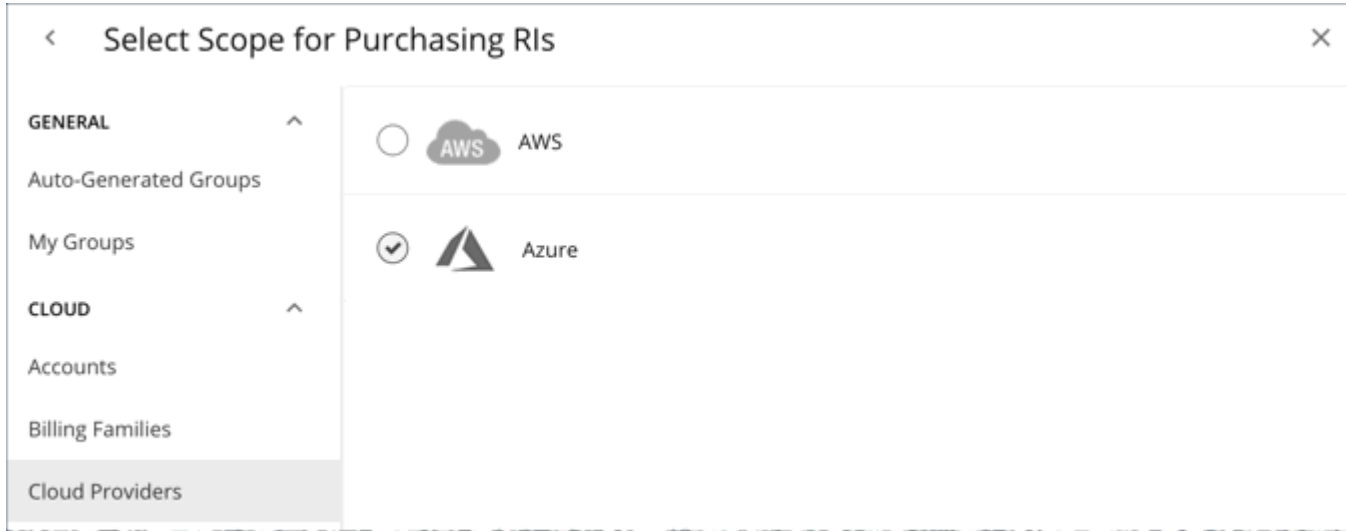 Select Scope for Purchasing RIs
GENERAL
Auto-Generated Groups
My Groups
CLOUD
Accounts
Billing Families
Cloud Providers
AWS AWS
Azure